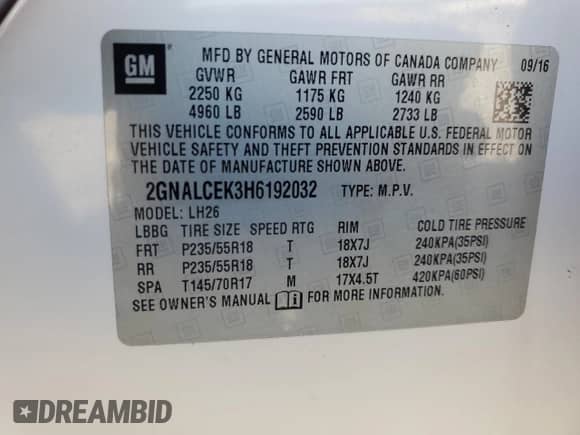 GM
MFD BY GENERAL MOTORS OF CANADA COMPANY 09/16
GVWR GAWR FRT GAWR RR
2250 KG 1175 KG 1240 KG
4960 LB 2590 LB 2733 LB
THIS VEHICLE CONFORMS TO ALL APPLICABLE U.S. FEDERAL MOTOR
VEHICLE SAFETY AND THEFT PREVENTION STANDARDS IN EFFECT ON
THE DATE OF MANUFACTURE SHOWN ABOVE.
2GNALCEK3H6192032 TYPE: M.P.V.
MODEL: LH26
LBBG TIRE SIZE SPEED RTG RIM COLD TIRE PRESSURE
FRT P235/55R18 T 18X7J 240KPA(35PSI)
RR P235/55R18 T 18X7J 240KPA(35PSI)
SPA T145/70R17 M 17X4.5T 420KPA(60PSI)
SEE OWNER'S MANUAL FOR MORE INFORMATION.
DREAMBID